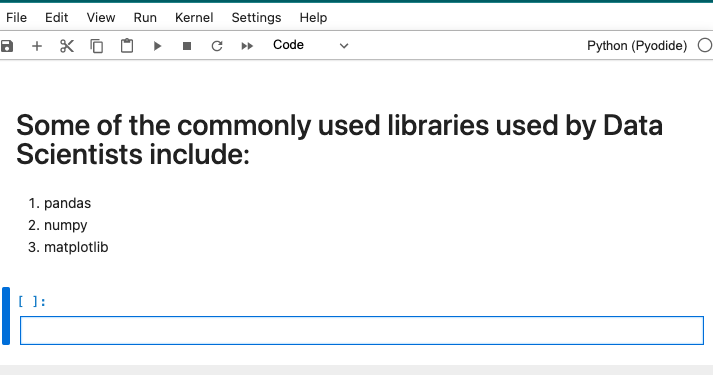 File Edit View Run Kernel Settings Help
Code Python (Pyodide)
Some of the commonly used libraries used by Data
Scientists include:
1. pandas
2. numpy
3. matplotlib
[ ]: